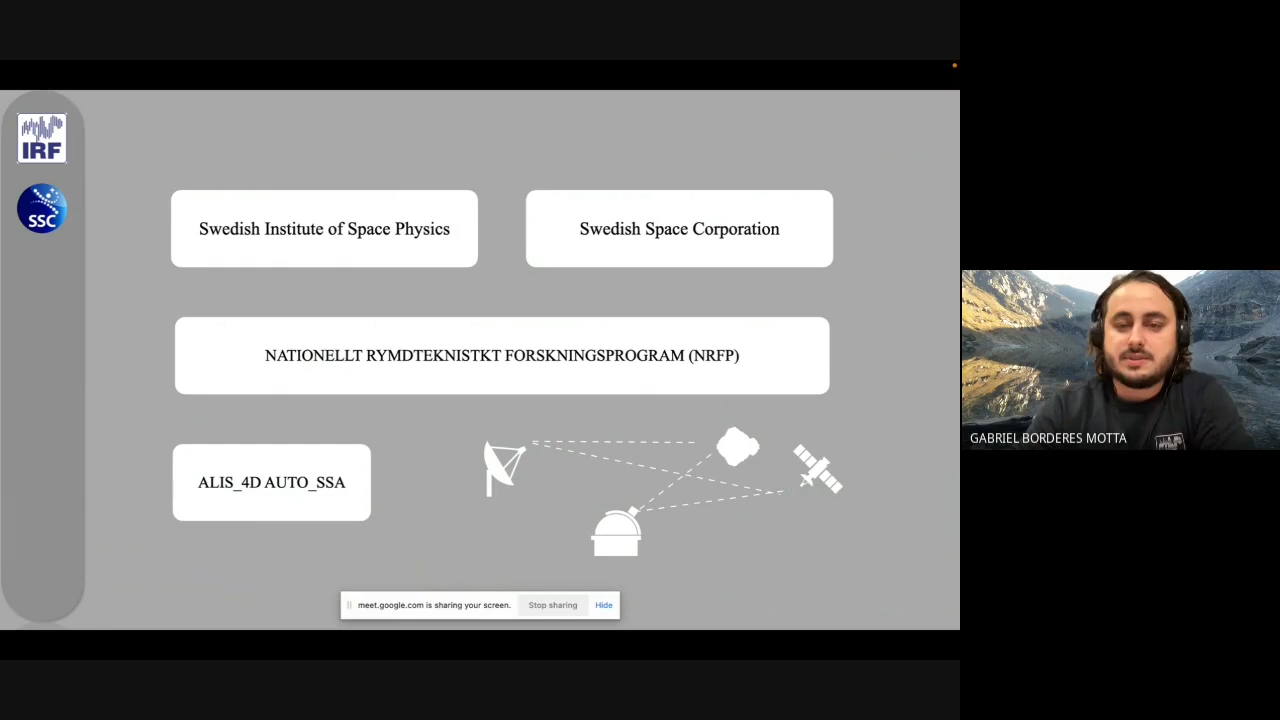 IRF
SSC
Swedish Institute of Space Physics
Swedish Space Corporation
NATIONELLT RYMDTEKNISTKT FORSKNINGSPROGRAM (NRFP)
ALIS_4D AUTO_SSA
meet.google.com is sharing your screen.
Stop sharing
Hide
GABRIEL BORDERES MOTTA